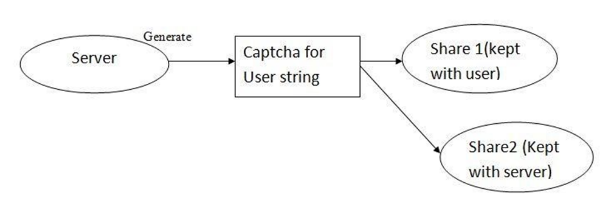 Server
Generate
Captcha for
User string
Share 1(kept
with user)
Share2 (Kept
with server)